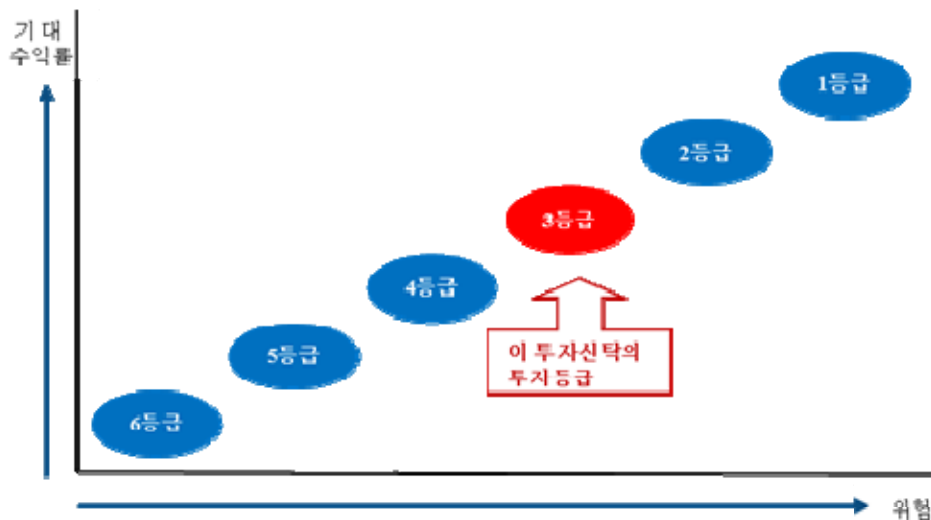 기 대
수익률
1등급
2등급
3등급
4등급
이 투자신탁의
투지 등급
5등급
6등급
위험